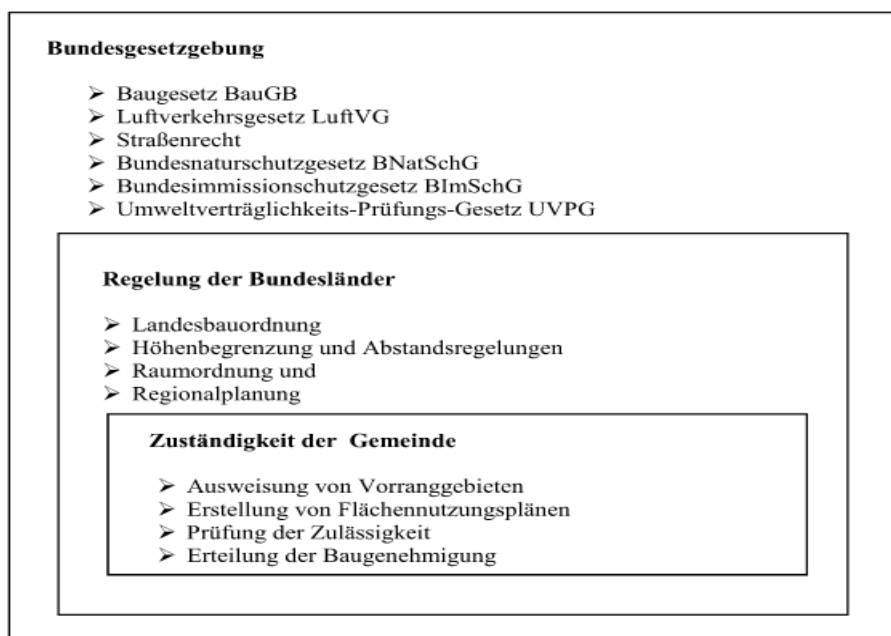 Bundesgesetzgebung
➢ Baugesetz BauGB
➢ Luftverkehrsgesetz LuftVG
➢ Straßenrecht
➢ Bundesnaturschutzgesetz BNatSchG
➢ Bundesimmissionschutzgesetz BImSchG
➢ Umweltverträglichkeits-Prüfungs-Gesetz UVPG
Regelung der Bundesländer
➢ Landesbauordnung
➢ Höhenbegrenzung und Abstandsregelungen
➢ Raumordnung und
➢ Regionalplanung
Zuständigkeit der Gemeinde
➢ Ausweisung von Vorranggebieten
➢ Erstellung von Flächennutzungsplänen
➢ Prüfung der Zulässigkeit
➢ Erteilung der Baugenehmigung